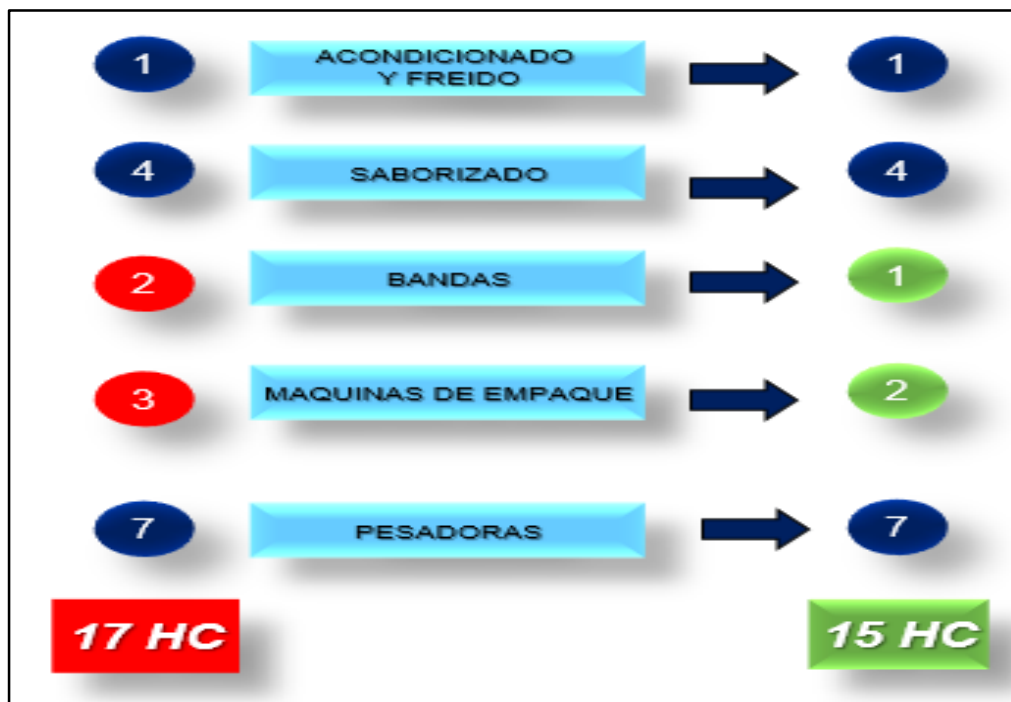 1 ACONDICIONADO 1
Y FREIDO
4 SABORIZADO 4
2 BANDAS 1
3 MAQUINAS DE EMPAQUE 2
7 PESADORAS 7
17 HC 15 HC